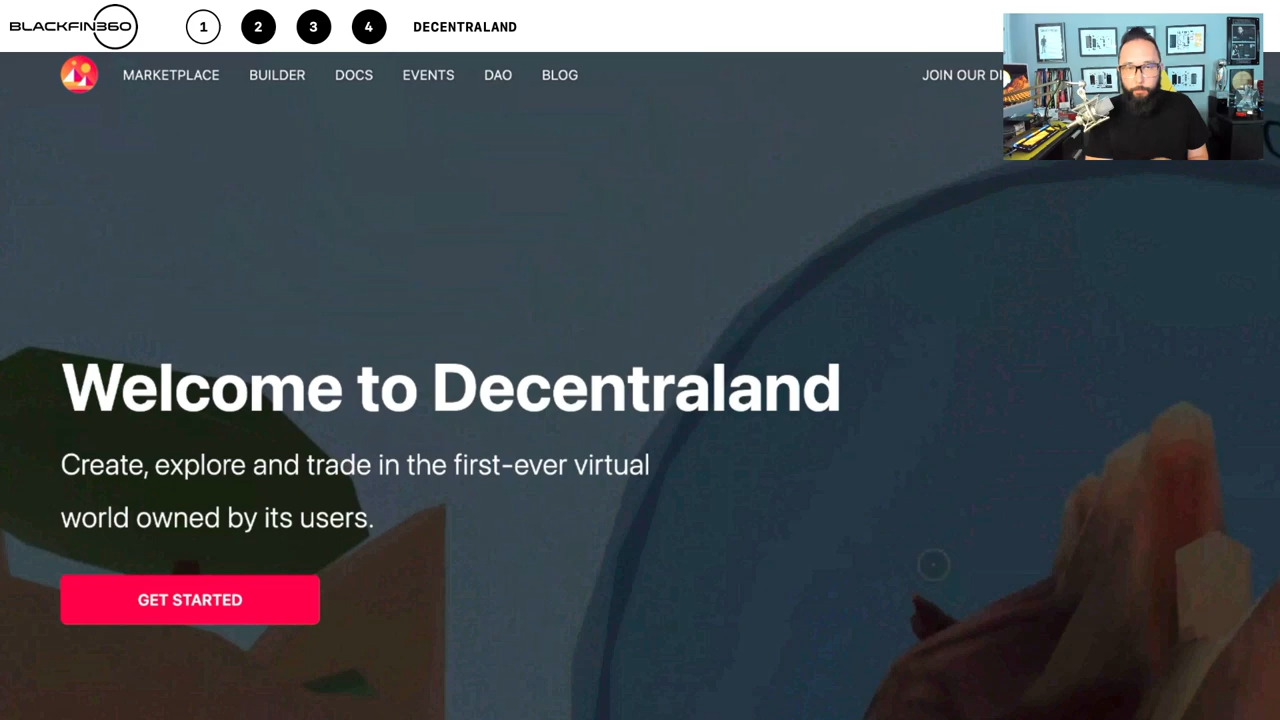 BLACKFIN360 1 2 3 4 DECENTRALAND
MARKETPLACE BUILDER DOCS EVENTS DAO BLOG JOIN OUR DI
Welcome to Decentraland
Create, explore and trade in the first-ever virtual
world owned by its users.
GET STARTED